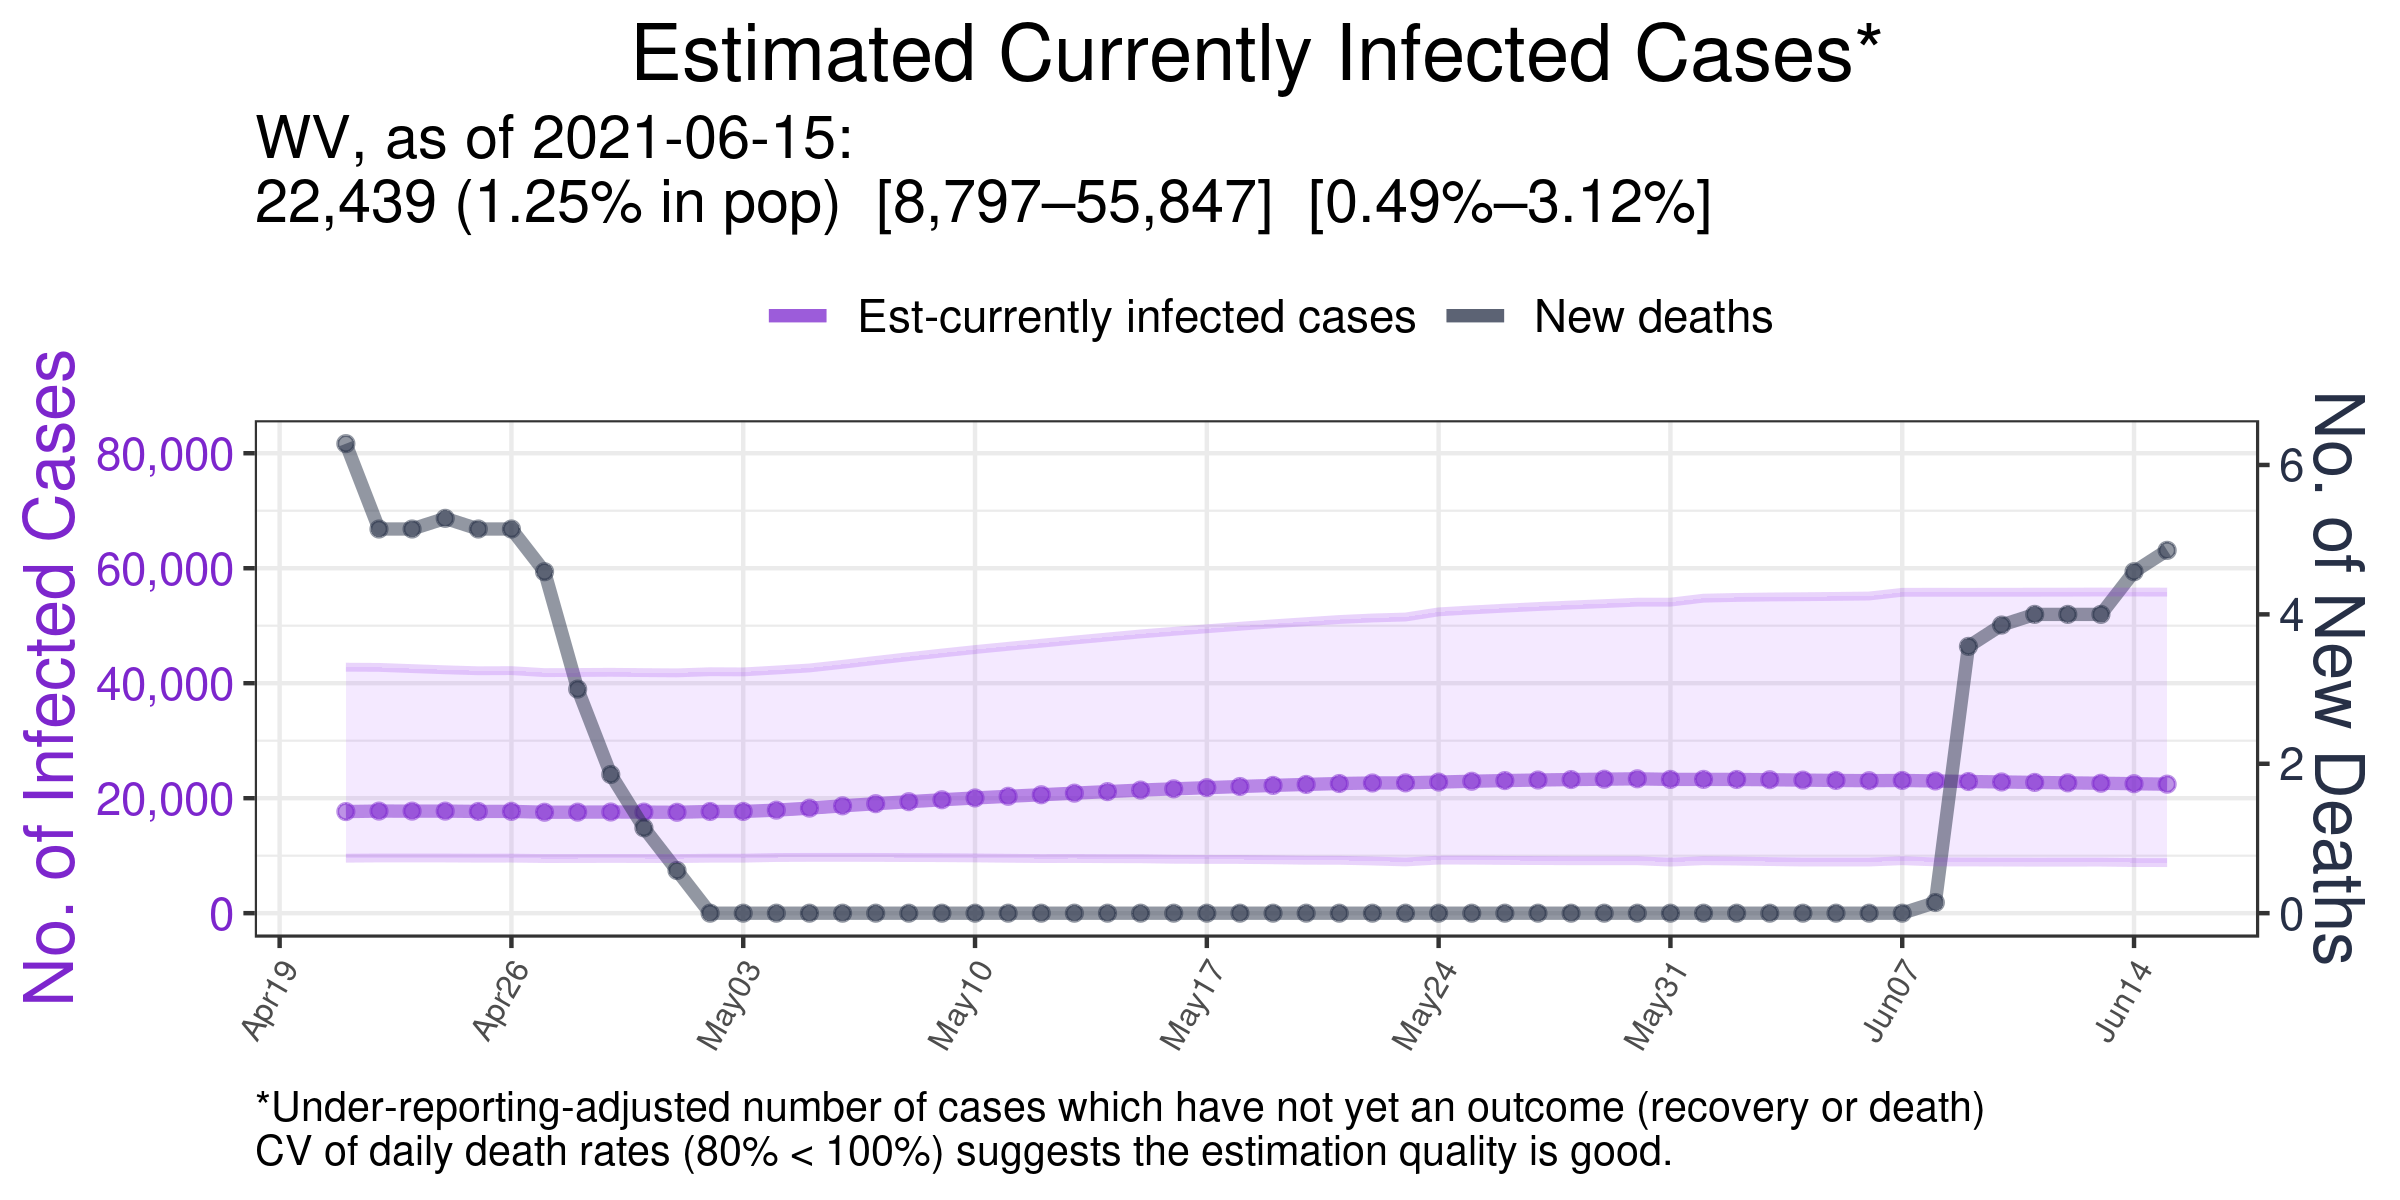 Estimated Currently Infected Cases*
WV, as of 2021-06-15:
22,439 (1.25% in pop)  [8,797–55,847]  [0.49%–3.12%]
Est-currently infected cases
New deaths
No. of Infected Cases
80,000
60,000
40,000
20,000
0
6
4
2
0
No. of New Deaths
Apr19
Apr26
May03
May10
May17
May24
May31
Jun07
Jun14
*Under-reporting-adjusted number of cases which have not yet an outcome (recovery or death)
CV of daily death rates (80% < 100%) suggests the estimation quality is good.